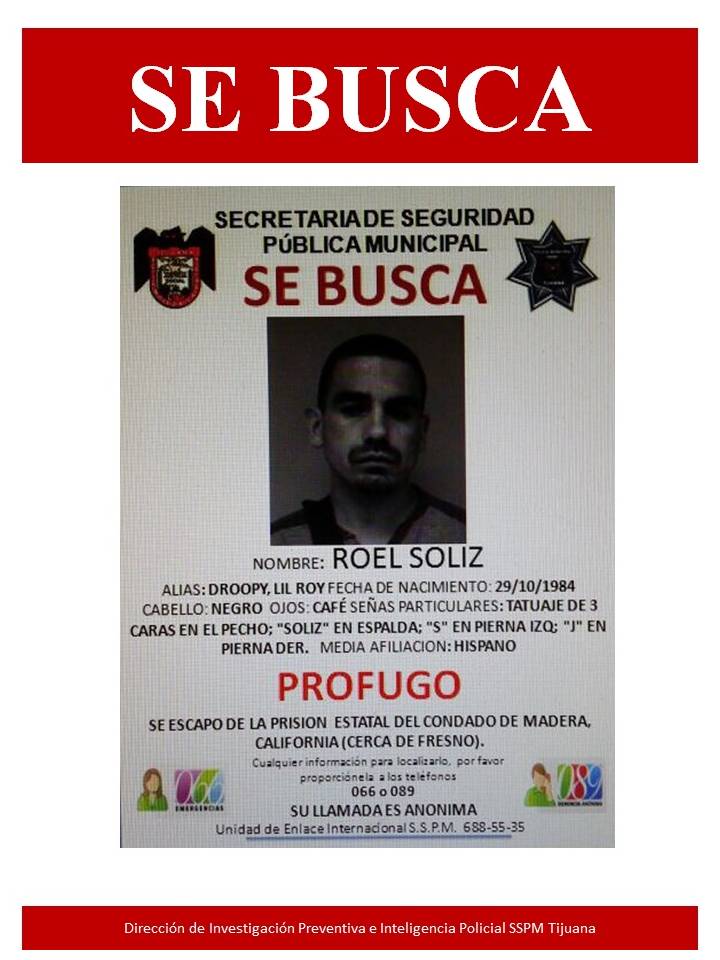 SE BUSCA
SECRETARIA DE SEGURIDAD
PÚBLICA MUNICIPAL
SE BUSCA
NOMBRE: ROEL SOLIZ
ALIAS: DROOPY, LIL ROY FECHA DE NACIMIENTO: 29/10/1984
CABELLO: NEGRO OJOS: CAFÉ SEÑAS PARTICULARES: TATUAJE DE 3
CARAS EN EL PECHO; "SOLIZ" EN ESPALDA; "S" EN PIERNA IZQ; "J" EN
PIERNA DER. MEDIA AFILIACION: HISPANO
PROFUGO
SE ESCAPO DE LA PRISION ESTATAL DEL CONDADO DE MADERA,
CALIFORNIA (CERCA DE FRESNO).
Cualquier información para localizarlo, por favor
proporciónela a los teléfonos
066 o 089
066
EMERGENCIAS
089
DENUNCIA ANÓNIMA
SU LLAMADA ES ANONIMA
Unidad de Enlace Internacional S.S.P.M. 688-55-35
Dirección de Investigación Preventiva e Inteligencia Policial SSPM Tijuana